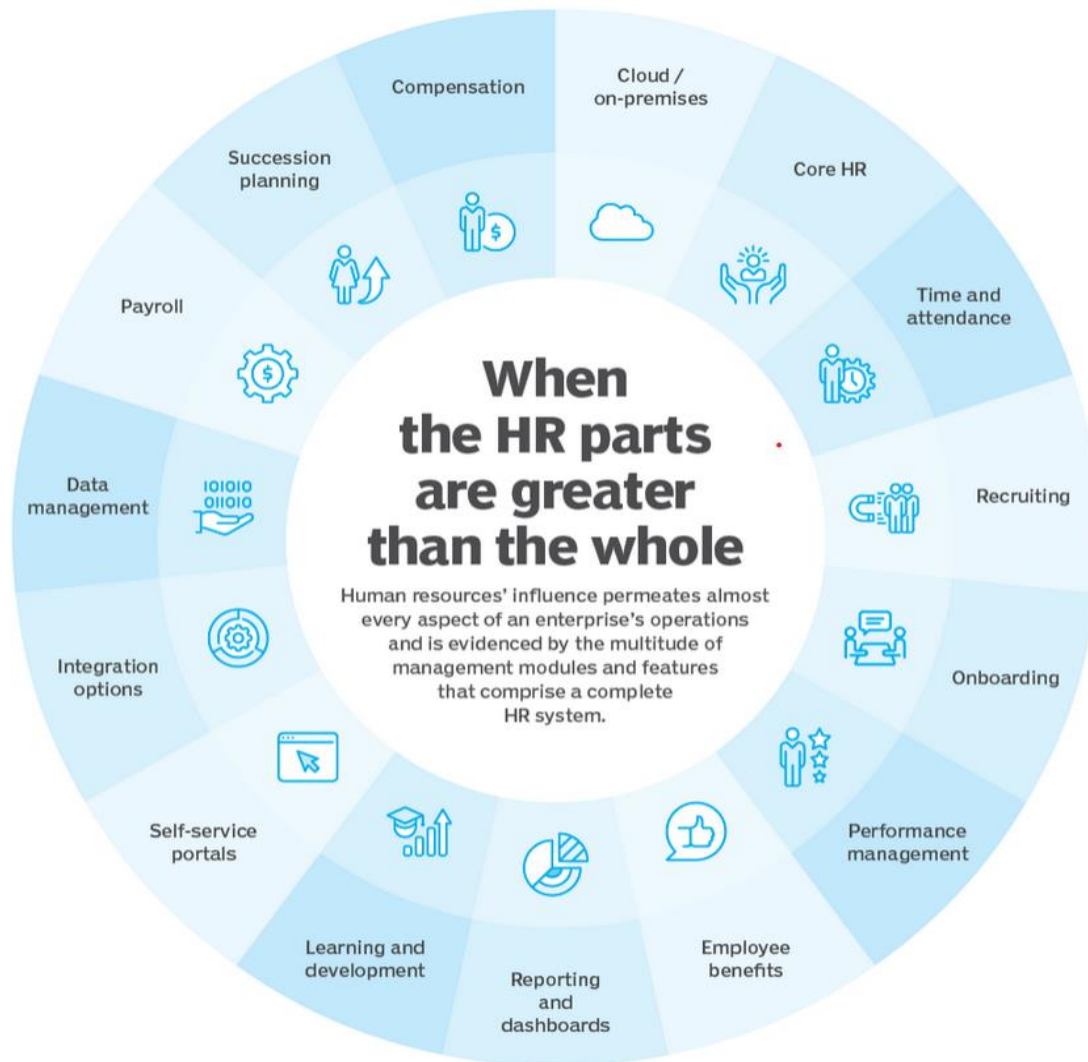 When
the HR parts
are greater
than the whole
Human resources’ influence permeates almost
every aspect of an enterprise’s operations
and is evidenced by the multitude of
management modules and features
that comprise a complete
HR system.
Cloud /
on-premises
Core HR
Time and
attendance
Recruiting
Onboarding
Performance
management
Employee
benefits
Reporting
and
dashboards
Learning and
development
Self-service
portals
Integration
options
Data
management
101010
011010
Payroll
$
Succession
planning
Compensation
$